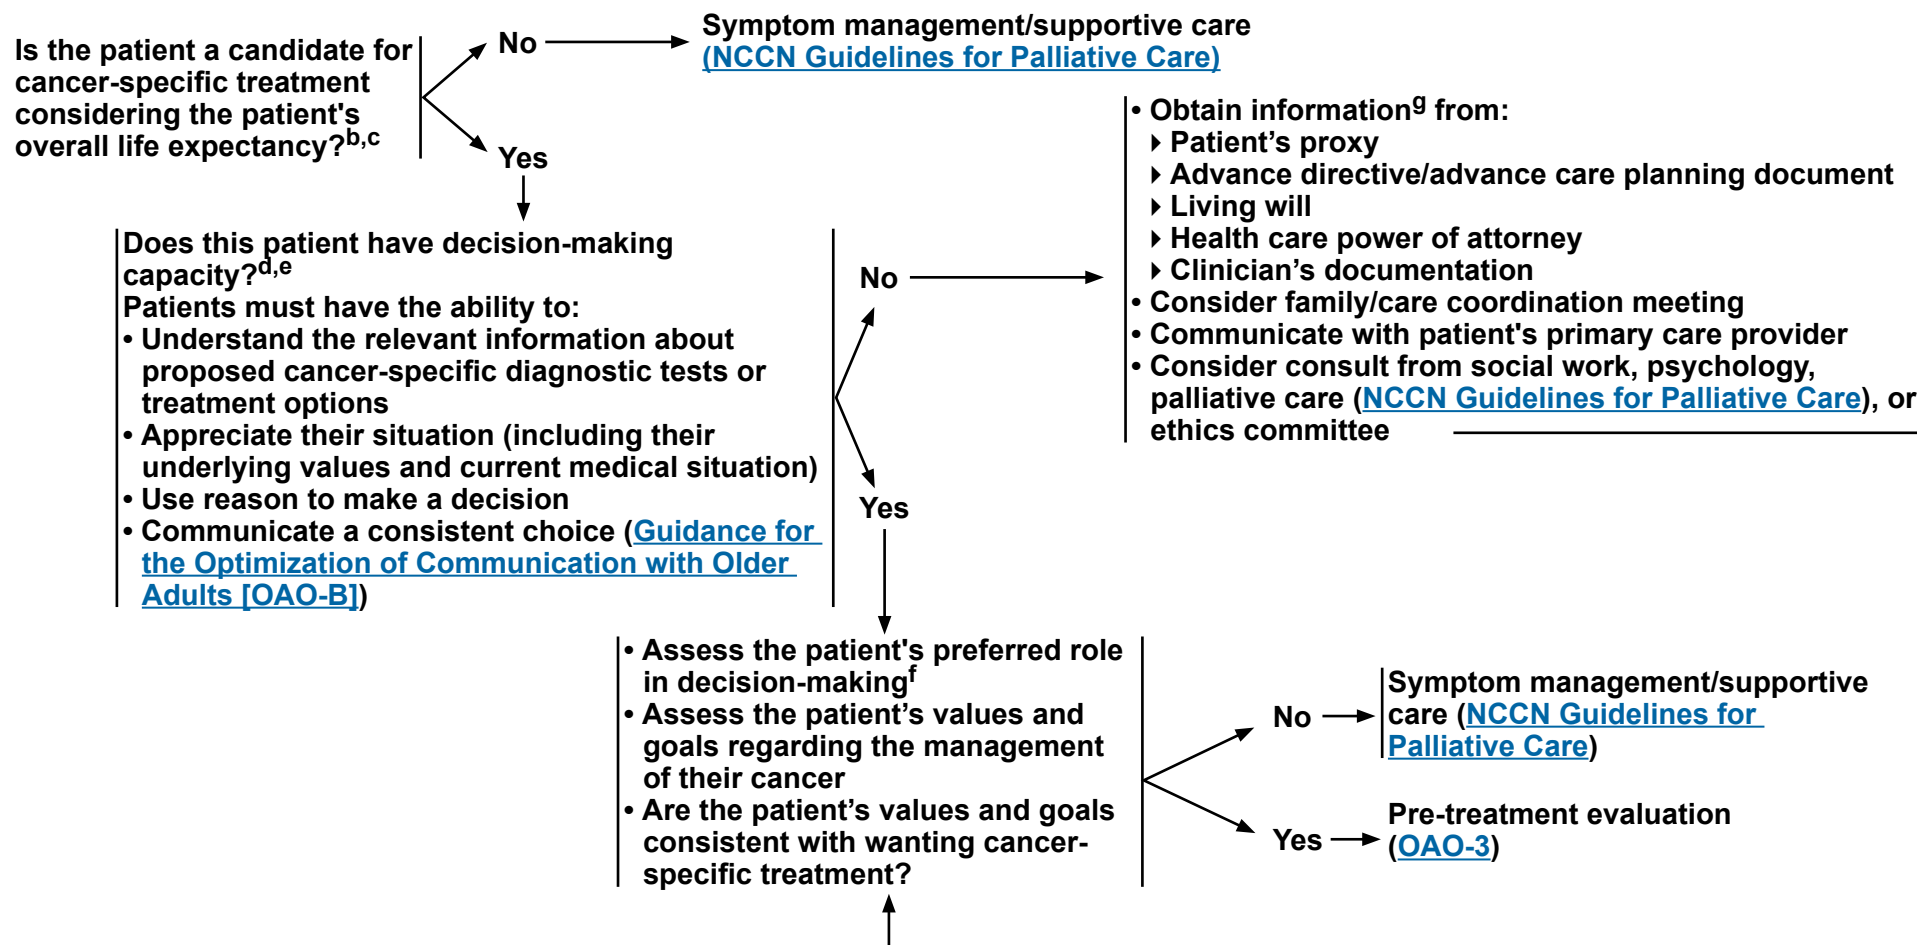 Is the patient a candidate for
cancer-specific treatment
considering the patient's
overall life expectancy?b,c
No
Symptom management/supportive care
(NCCN Guidelines for Palliative Care)
Yes
Does this patient have decision-making
capacity?d,e
Patients must have the ability to:
• Understand the relevant information about
proposed cancer-specific diagnostic tests or
treatment options
• Appreciate their situation (including their
underlying values and current medical situation)
• Use reason to make a decision
• Communicate a consistent choice (Guidance for
the Optimization of Communication with Older
Adults [OAO-B])
No
• Obtain informationg from:
Patient’s proxy
Advance directive/advance care planning document
Living will
Health care power of attorney
Clinician’s documentation
• Consider family/care coordination meeting
• Communicate with patient's primary care provider
• Consider consult from social work, psychology,
palliative care (NCCN Guidelines for Palliative Care), or
ethics committee
Yes
• Assess the patient's preferred role
in decision-makingf
• Assess the patient’s values and
goals regarding the management
of their cancer
• Are the patient’s values and goals
consistent with wanting cancer-
specific treatment?
No
Symptom management/supportive
care (NCCN Guidelines for
Palliative Care)
Yes
Pre-treatment evaluation
(OAO-3)